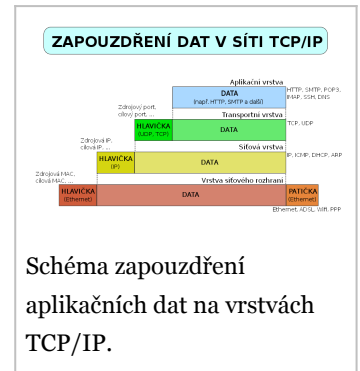 ZAPOUZDŘENÍ DAT V SÍTI TCP/IP
Aplikační vrstva
DATA
(např. HTTP, SMTP a další)
HTTP, SMTP, POP3,
IMAP, SSH, DNS
Transportní vrstva
Zdrojový port,
cílový port, ...
HLAVIČKA
(UDP, TCP)
DATA
TCP, UDP
Síťová vrstva
Zdrojová IP,
cílová IP, ...
HLAVIČKA
(IP)
DATA
IP, ICMP, DHCP, ARP
Vrstva síťového rozhraní
Zdrojová MAC,
cílová MAC, ...
HLAVIČKA
(Ethernet)
DATA
PATIČKA
(Ethernet)
Ethernet, ADSL, Wifi, PPP
Schéma zapouzdření
aplikačních dat na vrstvách
TCP/IP.